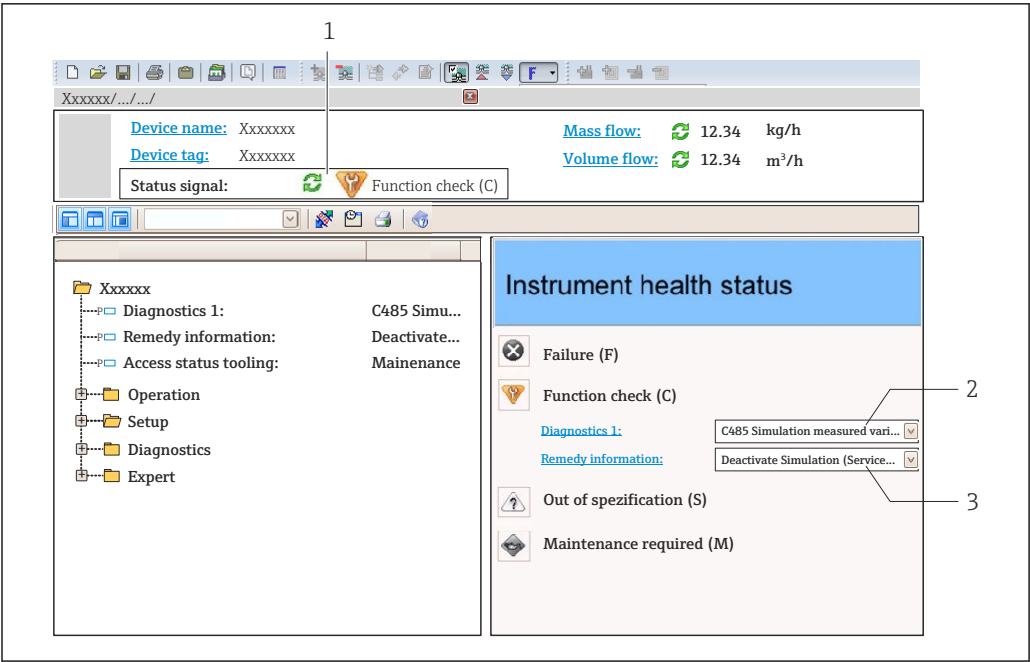 1
F
Xxxxxx/.../.../
Device name: Xxxxxxx
Mass flow: 12.34 kg/h
Device tag: Xxxxxxx
Volume flow: 12.34 m³/h
Status signal: Function check (C)
Xxxxxx
Diagnostics 1: C485 Simu...
Remedy information: Deactivate...
Access status tooling: Mainenance
Operation
Setup
Diagnostics
Expert
Instrument health status
Failure (F)
Function check (C)
2
Diagnostics 1: C485 Simulation measured vari...
Remedy information: Deactivate Simulation (Service...
3
Out of spezification (S)
Maintenance required (M)